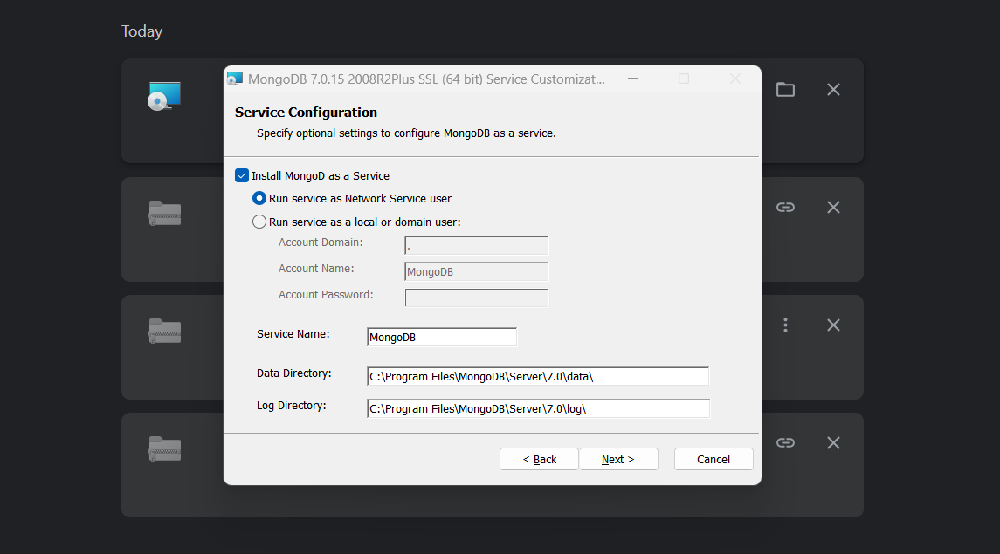 Today
MongoDB 7.0.15 2008R2Plus SSL (64 bit) Service Customizat...
Service Configuration
Specify optional settings to configure MongoDB as a service.
Install MongoD as a Service
Run service as Network Service user
Run service as a local or domain user:
Account Domain: .
Account Name: MongoDB
Account Password:
Service Name: MongoDB
Data Directory: C:\Program Files\MongoDB\Server\7.0\data\
Log Directory: C:\Program Files\MongoDB\Server\7.0\log\
< Back Next > Cancel